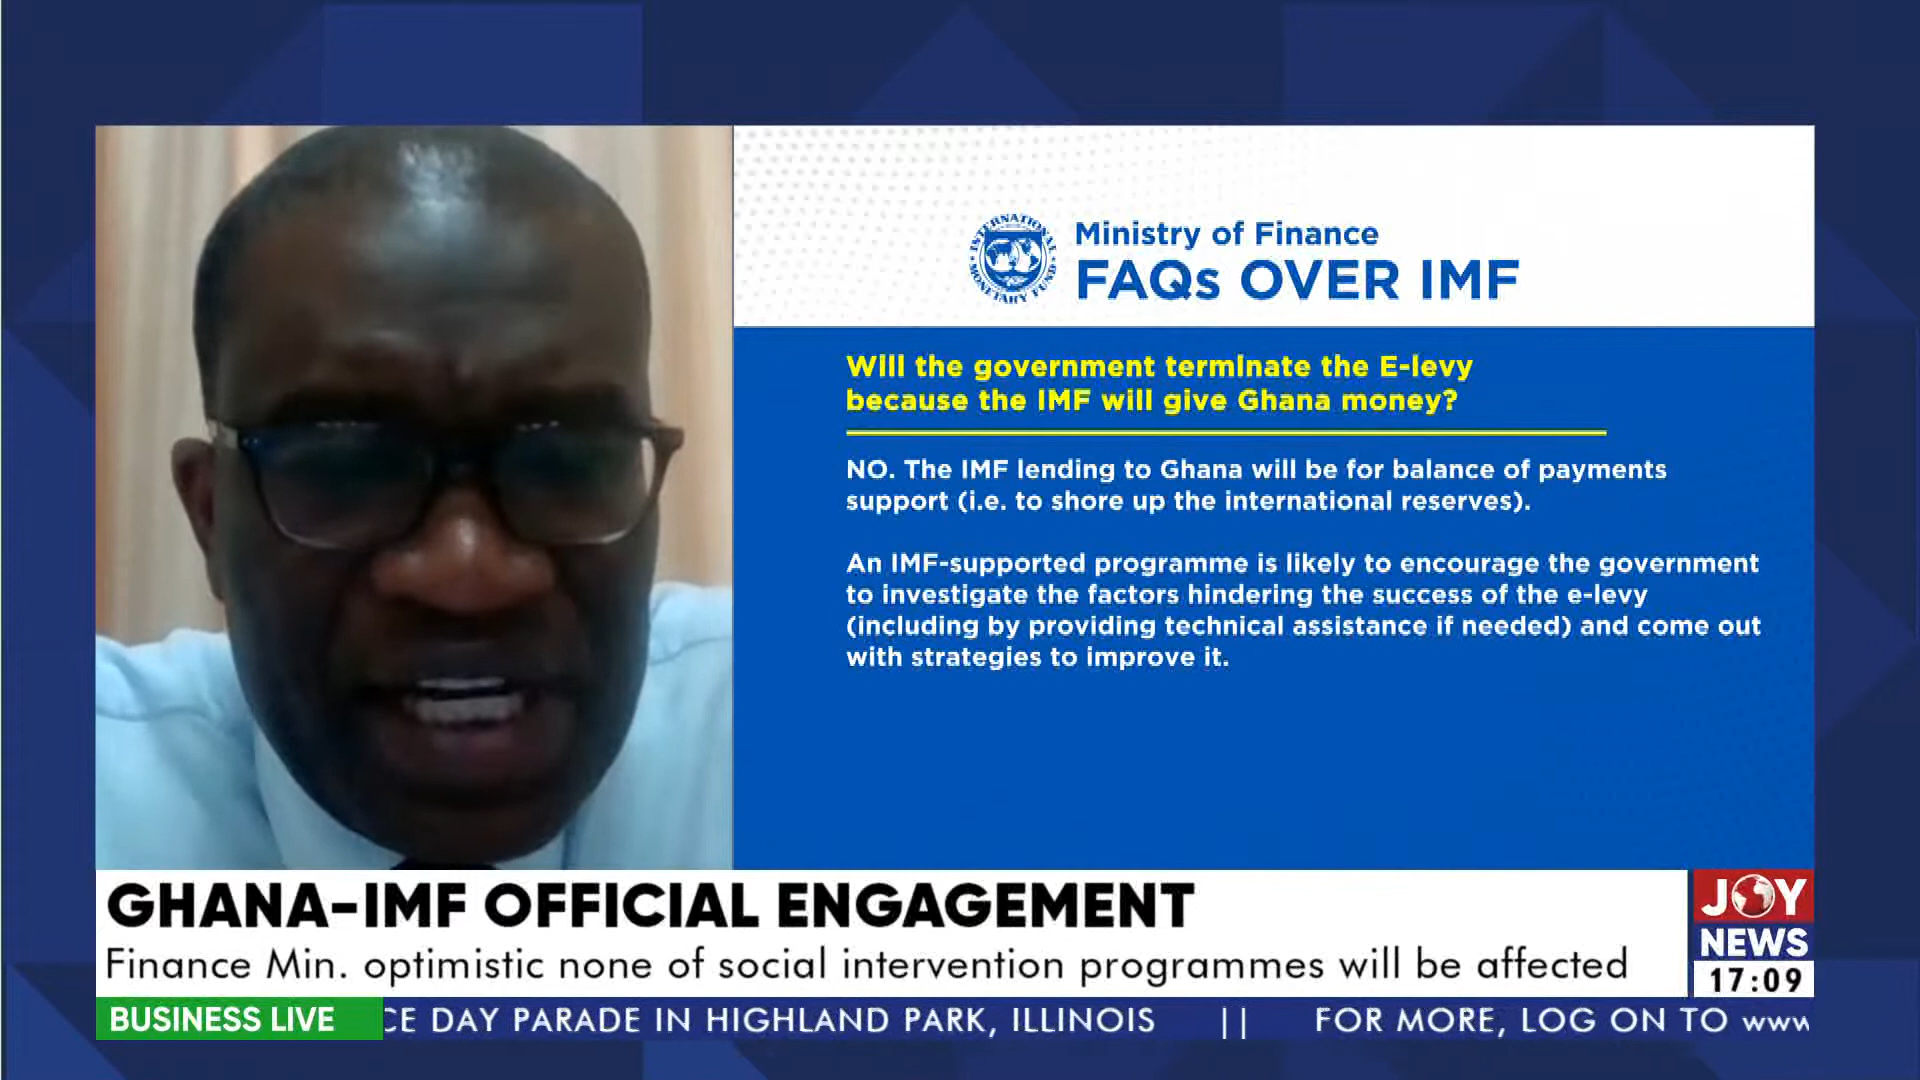 INTERNATIONAL MONETARY FUND
Ministry of Finance
FAQs OVER IMF
Will the government terminate the E-levy
because the IMF will give Ghana money?
NO. The IMF lending to Ghana will be for balance of payments
support (i.e. to shore up the international reserves).
An IMF-supported programme is likely to encourage the government
to investigate the factors hindering the success of the e-levy
(including by providing technical assistance if needed) and come out
with strategies to improve it.
GHANA-IMF OFFICIAL ENGAGEMENT
Finance Min. optimistic none of social intervention programmes will be affected
JOY
NEWS
17:09
BUSINESS LIVE
CE DAY PARADE IN HIGHLAND PARK, ILLINOIS || FOR MORE, LOG ON TO www